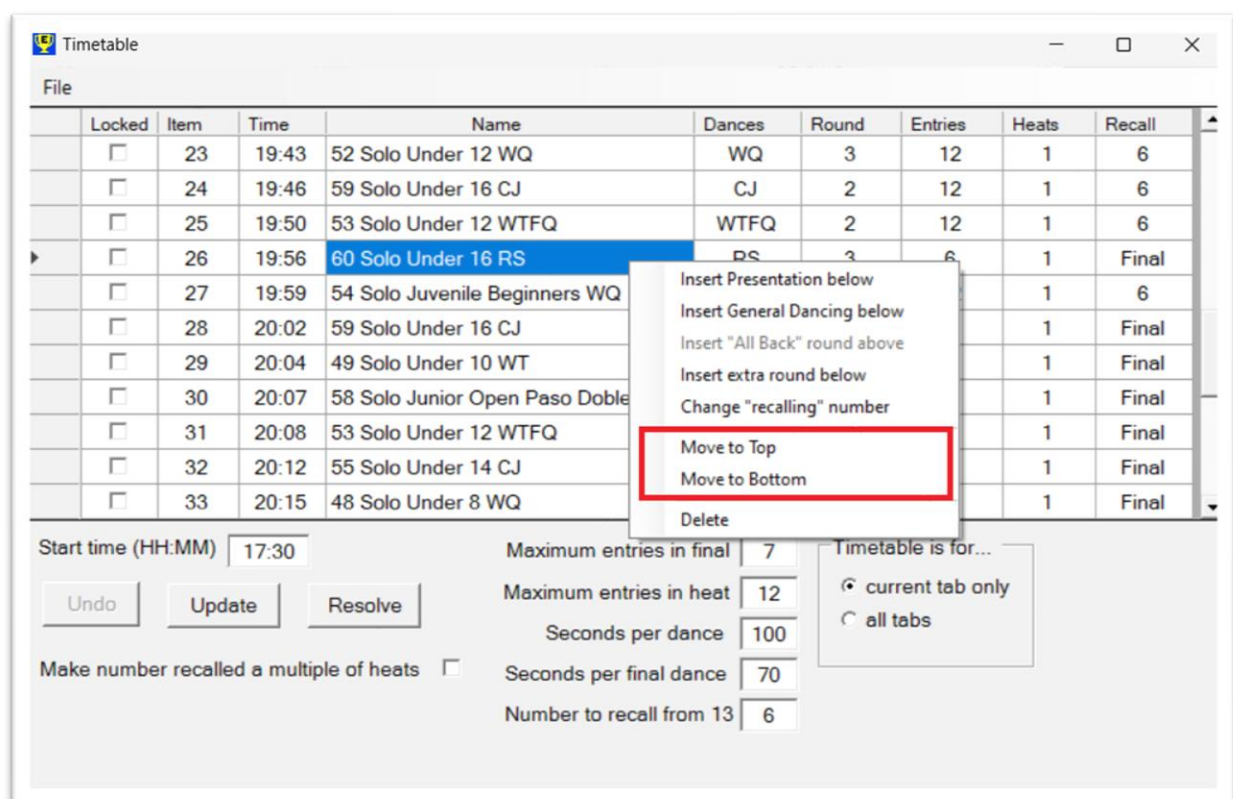 Timetable
File
Locked Item Time Name Dances Round Entries Heats Recall
23 19:43 52 Solo Under 12 WQ WQ 3 12 1 6
24 19:46 59 Solo Under 16 CJ CJ 2 12 1 6
25 19:50 53 Solo Under 12 WTFQ WTFQ 2 12 1 6
26 19:56 60 Solo Under 16 RS RS 3 6 1 Final
27 19:59 54 Solo Juvenile Beginners WQ 1 6
28 20:02 59 Solo Under 16 CJ 1 Final
29 20:04 49 Solo Under 10 WT 1 Final
30 20:07 58 Solo Junior Open Paso Doble 1 Final
31 20:08 53 Solo Under 12 WTFQ 1 Final
32 20:12 55 Solo Under 14 CJ 1 Final
33 20:15 48 Solo Under 8 WQ 1 Final
Insert Presentation below
Insert General Dancing below
Insert "All Back" round above
Insert extra round below
Change "recalling" number
Move to Top
Move to Bottom
Delete
Start time (HH:MM) 17:30
Undo Update Resolve
Make number recalled a multiple of heats
Maximum entries in final 7
Maximum entries in heat 12
Seconds per dance 100
Seconds per final dance 70
Number to recall from 13 6
Timetable is for...
current tab only
all tabs